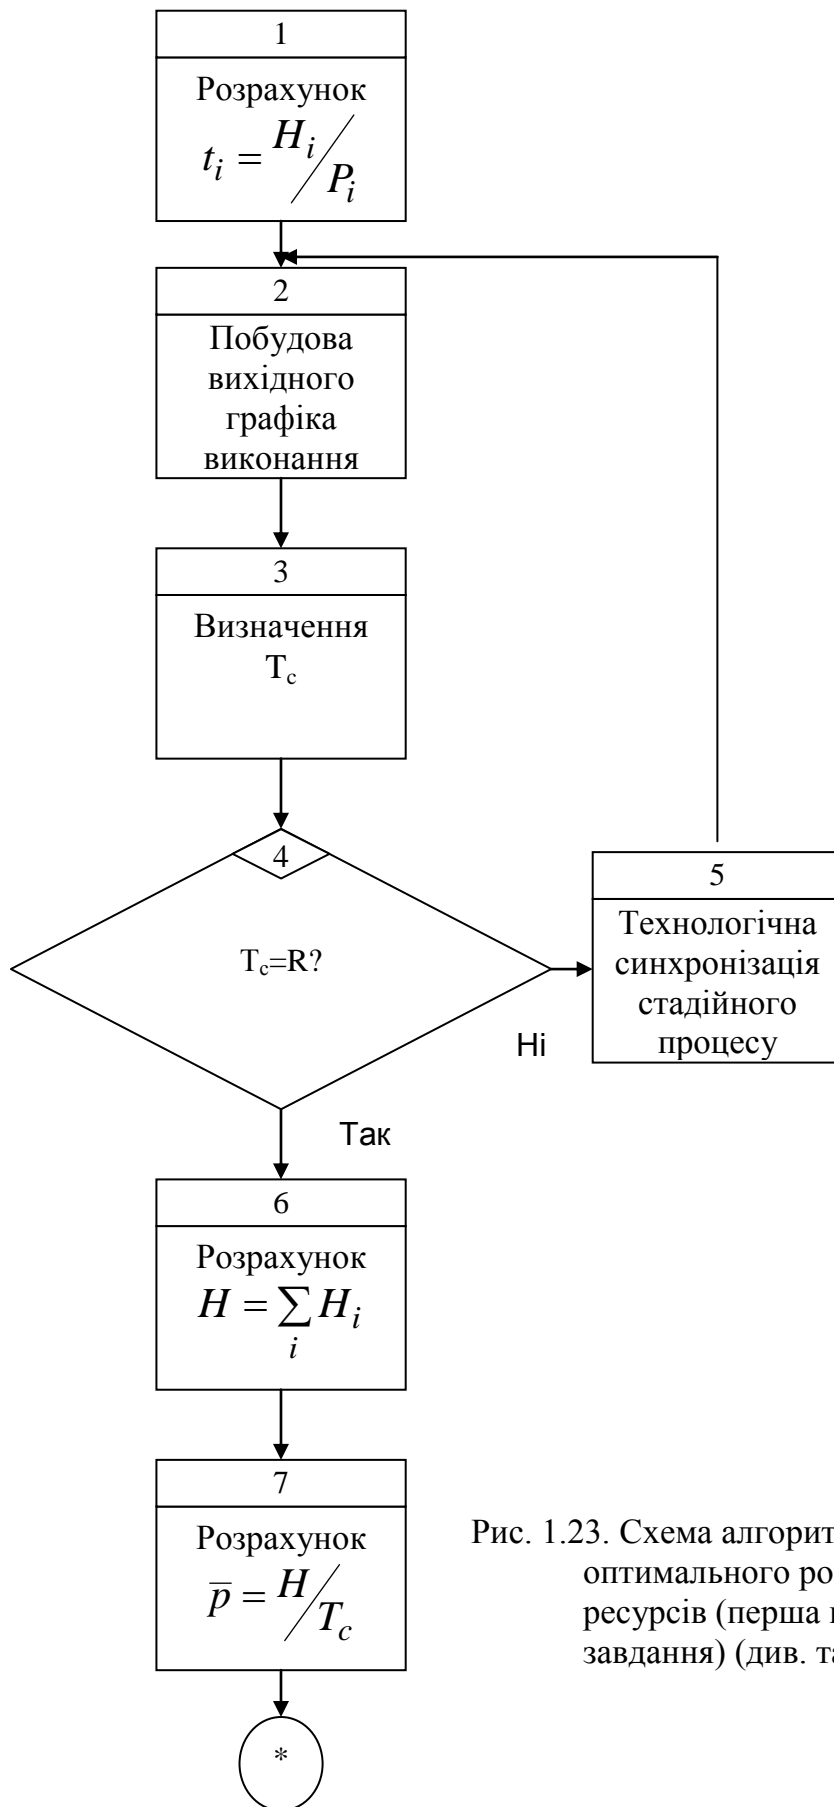 1
Розрахунок
t_i = H_i / P_i
2
Побудова
вихідного
графіка
виконання
3
Визначення
T_c
4
T_c=R?
Ні
5
Технологічна
синхронізація
стадійного
процесу
Так
6
Розрахунок
H = ∑_i H_i
7
Розрахунок
p̅ = H / T_c
Рис. 1.23. Схема алгорит
оптимального ро
ресурсів (перша
завдання) (див. та
*